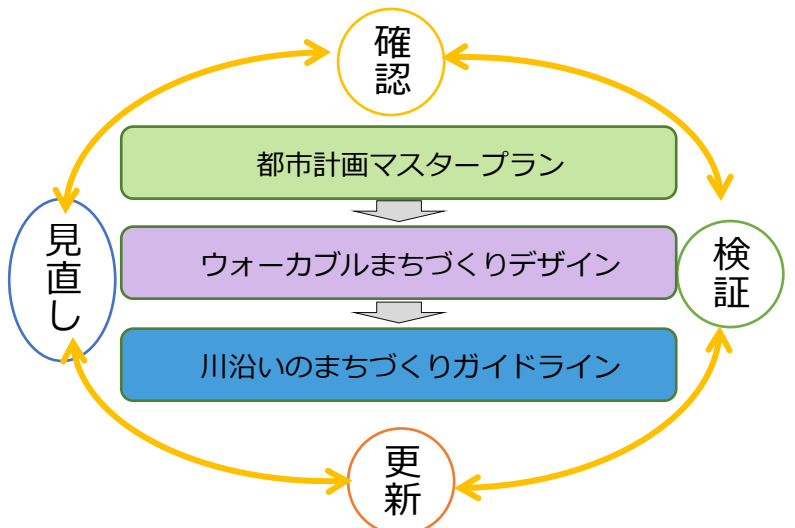 確認
都市計画マスタープラン
見直し
ウォーカブルまちづくりデザイン
検証
川沿いのまちづくりガイドライン
更新